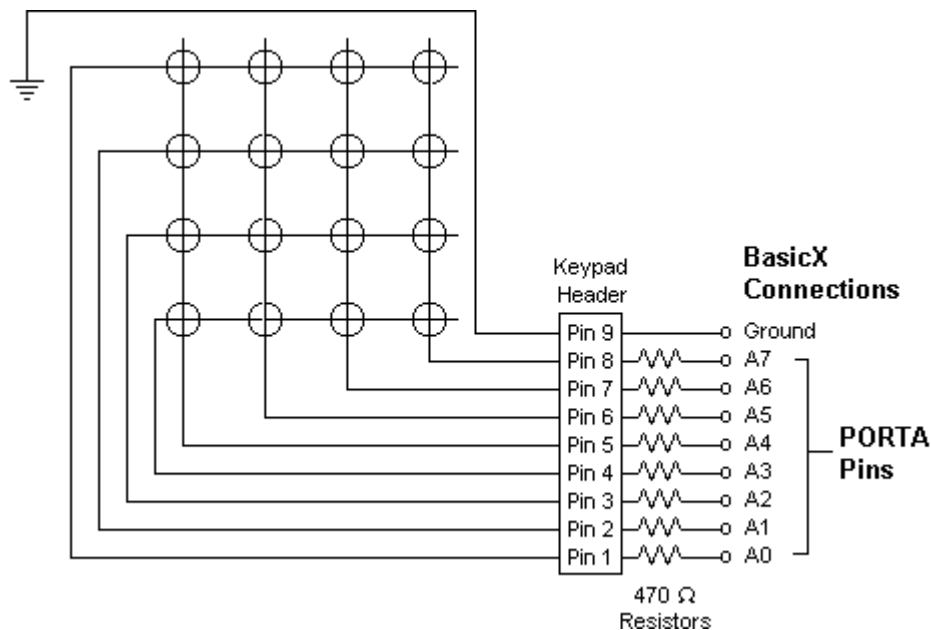 Keypad
Header
BasicX
Connections
Pin 9
Ground
Pin 8
A7
Pin 7
A6
Pin 6
A5
Pin 5
A4
Pin 4
A3
Pin 3
A2
Pin 2
A1
Pin 1
A0
PORTA
Pins
470 Ω
Resistors